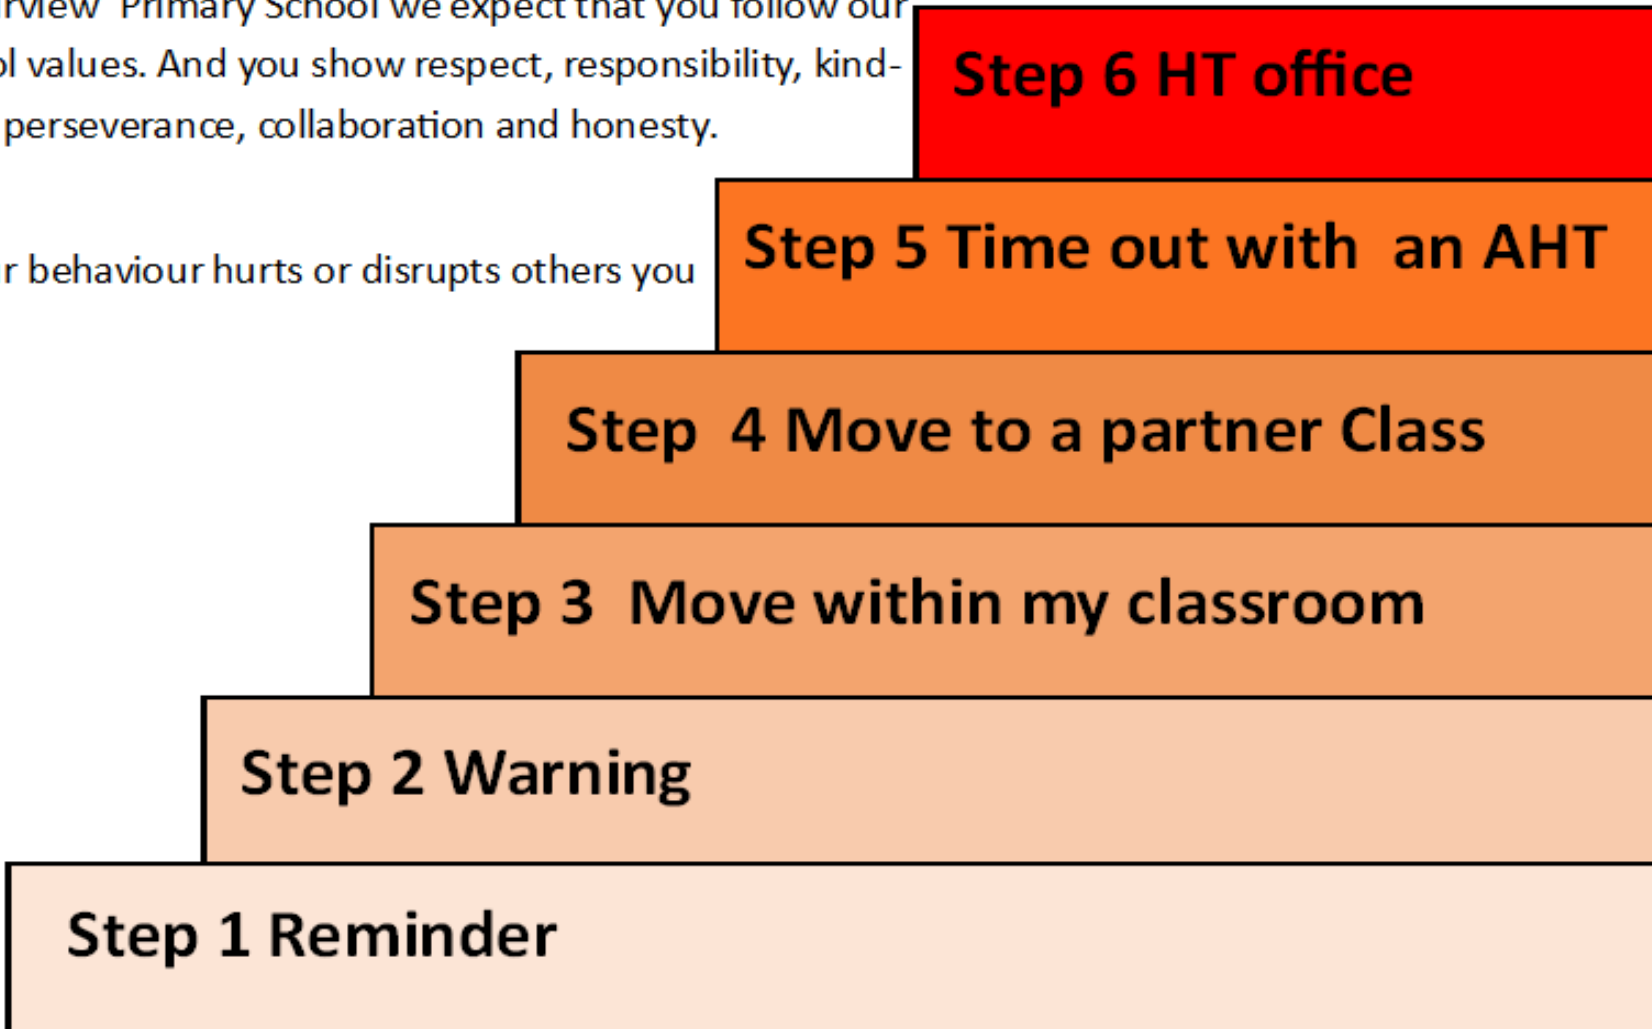 Primary School we expect that you follow our
Step 6 HT office
values. And you show respect, responsibility, kind-
perseverance, collaboration and honesty.
Step 5 Time out with an AHT
behaviour hurts or disrupts others you
Step 4 Move to a partner Class
Step 3 Move within my classroom
Step 2 Warning
Step 1 Reminder